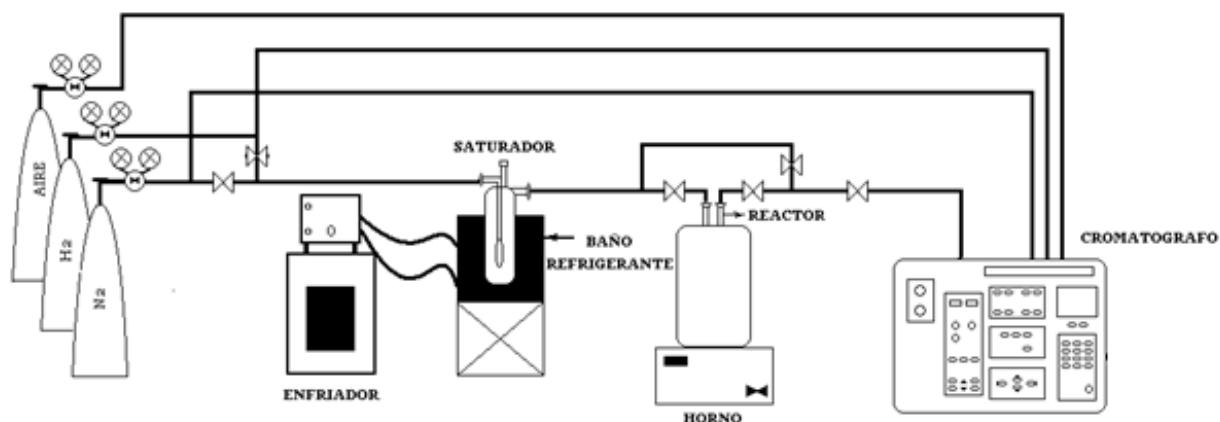 AIRE
H2
N2
SATURADOR
BAÑO
REFRIGERANTE
REACTOR
CROMATOGRAFO
ENFRIADOR
HORNO